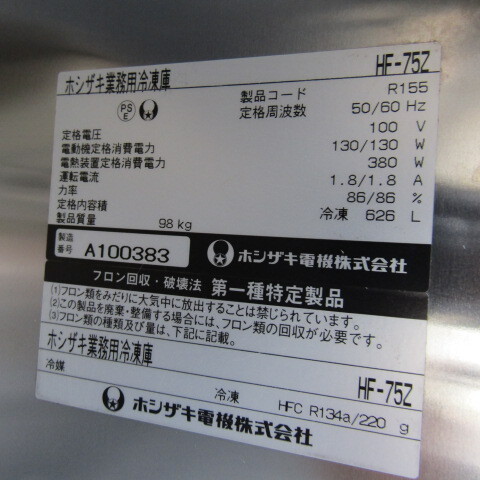 ホシザキ業務用冷凍庫 HF-75Z
製品コード R155
PS E 定格周波数 50/60 Hz
定格電圧 100 V
電動機定格消費電力 130/130 W
電熱装置定格消費電力 380 W
運転電流 1.8/1.8 A
力率 86/86 %
定格内容積 冷凍 626 L
製品質量 98 kg
製造番号 A100383 ホシザキ電機株式会社
フロン回収・破壊法 第一種特定製品
(1)フロン類をみだりに大気中に放出することは禁じられています。
(2)この製品を廃棄・整備する場合には、フロン類の回収が必要です。
(3)フロン類の種類及び量は、下記に記載。
ホシザキ業務用冷凍庫 HF-75Z
冷媒 冷凍 HFC R134a/220 g
ホシザキ電機株式会社